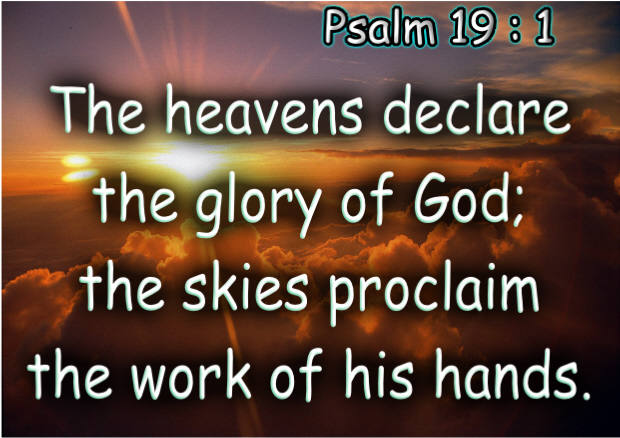 Psalm 19 : 1
The heavens declare
the glory of God;
the skies proclaim
the work of his hands.